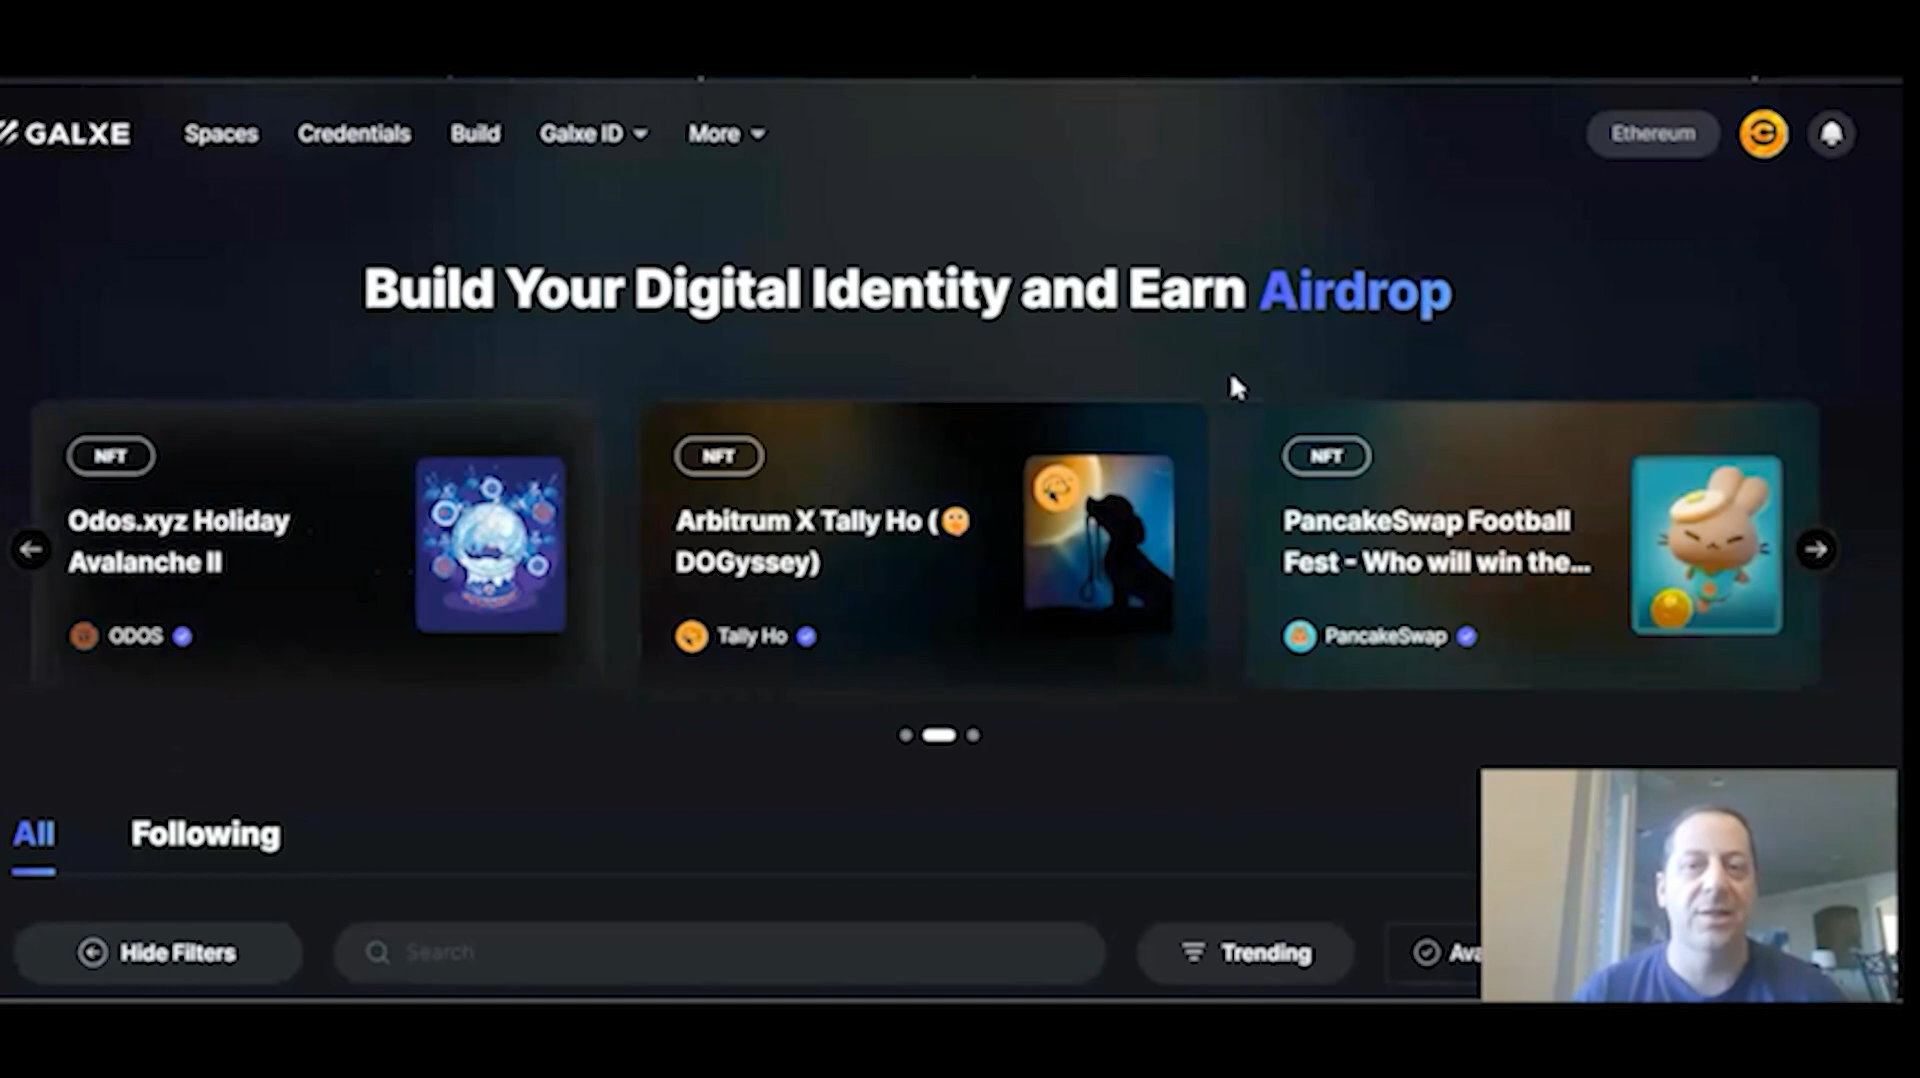 GALXE Spaces Credentials Build Galxe ID More Ethereum
Build Your Digital Identity and Earn Airdrop
NFT
Odos.xyz Holiday
Avalanche II
ODOS
NFT
Arbitrum X Tally Ho (🤫
DOGyssey)
Tally Ho
NFT
PancakeSwap Football
Fest - Who will win the...
PancakeSwap
All Following
Hide Filters Search Trending Ava